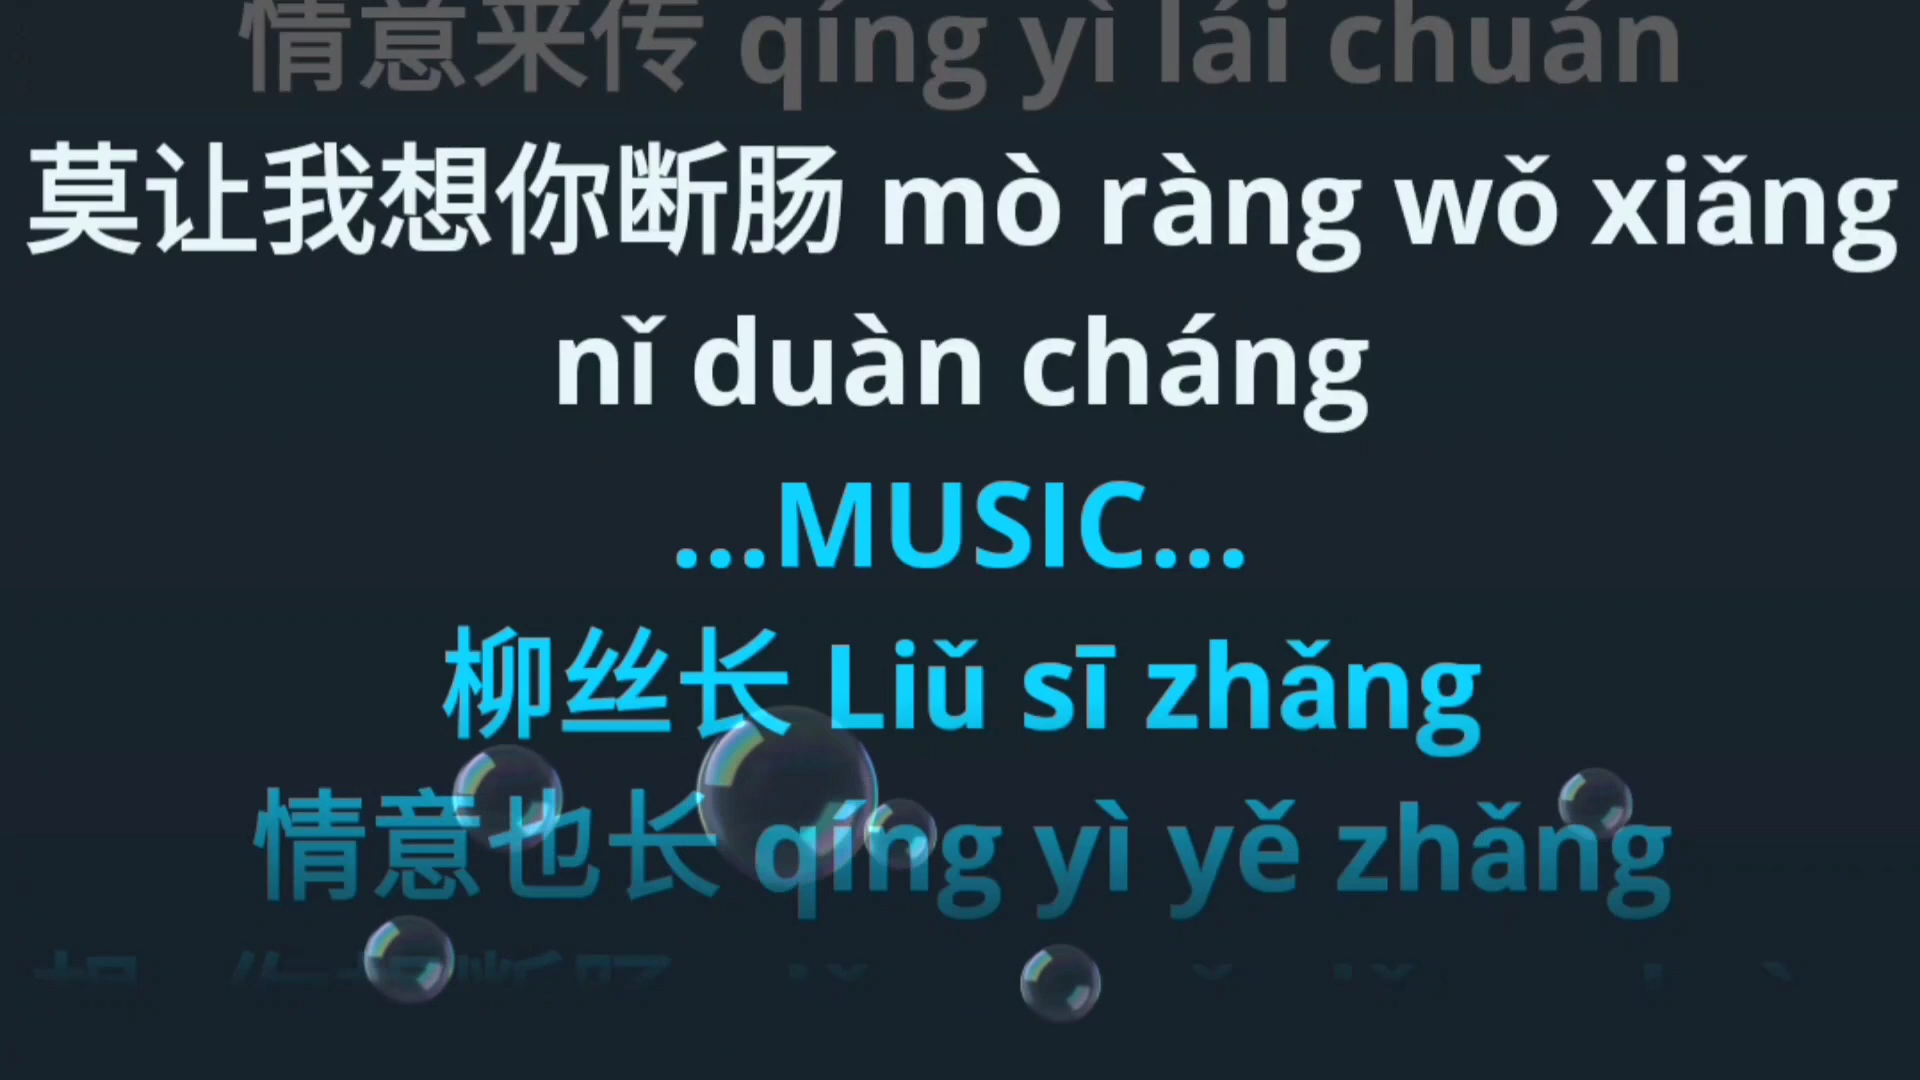 情意来传 qíng yì lái chuán
莫让我想你断肠 mò ràng wǒ xiǎng
nǐ duàn cháng
...MUSIC...
柳丝长 Liǔ sī zhǎng
情意也长 qíng yì yě zhǎng